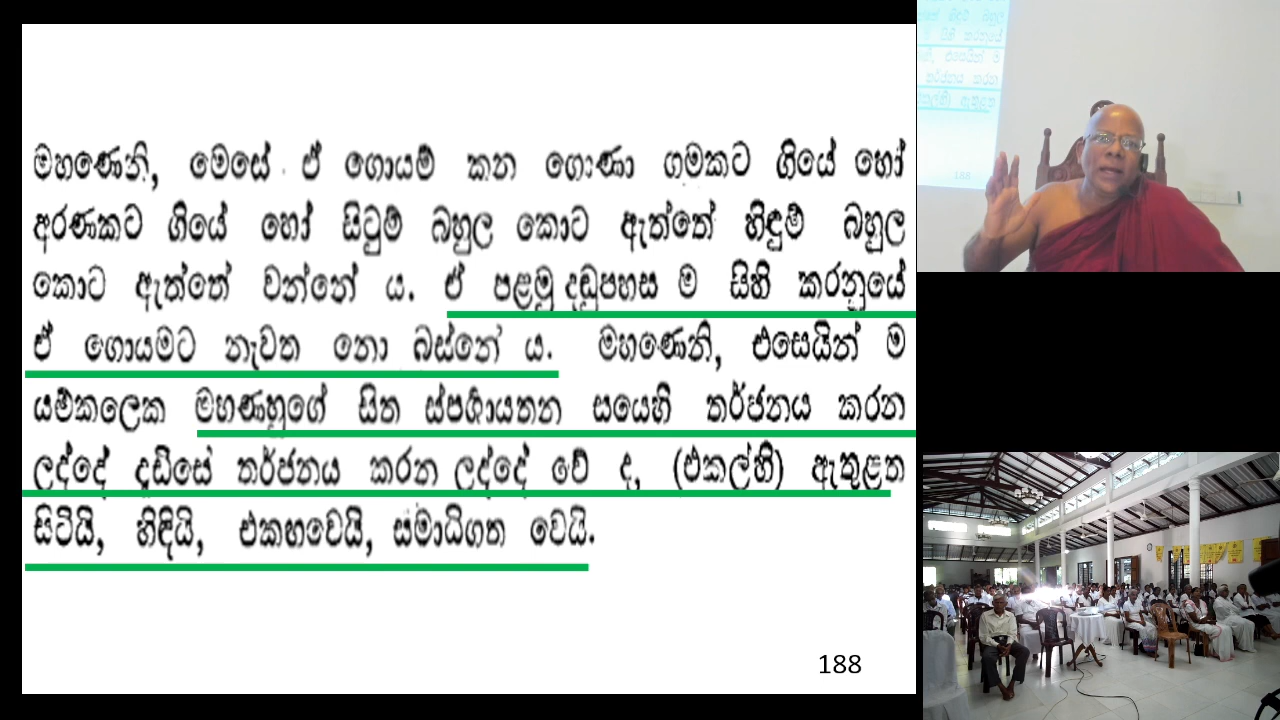 මහණෙනි, මෙසේ ඒ ගොයම් කන ගොණා ගමකට ගියේ හෝ
අරණකට ගියේ හෝ සිටුම් බහුල කොට ඇත්තේ හිඳුම් බහුල
කොට ඇත්තේ වන්නේ ය. ඒ පළමු දඬුපහස ම සිහි කරනුයේ
ඒ ගොයමට නැවත නො බස්නේ ය. මහණෙනි, එසෙයින් ම
යම්කලෙක මහණහුගේ සිත ස්පර්ශායතන සයෙහි තර්ජනය කරන
ලද්දේ දැඩිසේ තර්ජනය කරන ලද්දේ වේ ද, (එකල්හි) ඇතුළත
සිටියි, හිඳියි, එකඟවෙයි, සමාධිගත වෙයි.
188